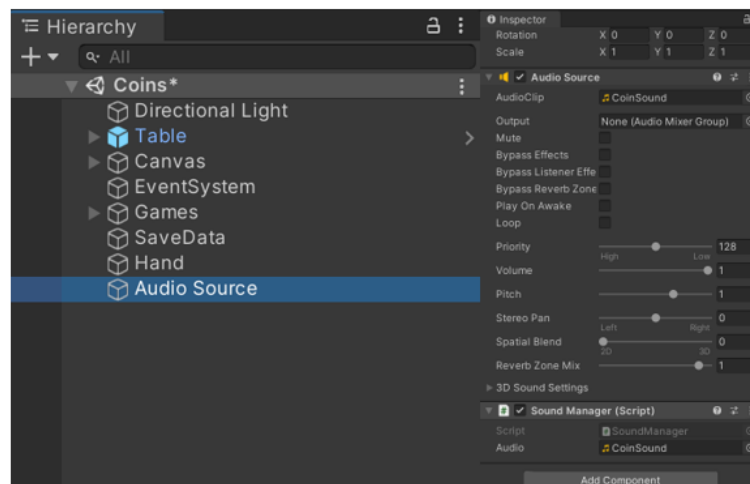 Hierarchy
All
Coins*
Directional Light
Table
Canvas
EventSystem
Games
SaveData
Hand
Audio Source
Inspector
Rotation X 0 Y 0 Z 0
Scale X 1 Y 1 Z 1
Audio Source
AudioClip CoinSound
Output None (Audio Mixer Group)
Mute
Bypass Effects
Bypass Listener Effe
Bypass Reverb Zone
Play On Awake
Loop
Priority 128
High Low
Volume 1
Pitch 1
Stereo Pan 0
Left Right
Spatial Blend 0
2D 3D
Reverb Zone Mix 1
3D Sound Settings
# Sound Manager (Script)
Script SoundManager
Audio CoinSound
Add Component